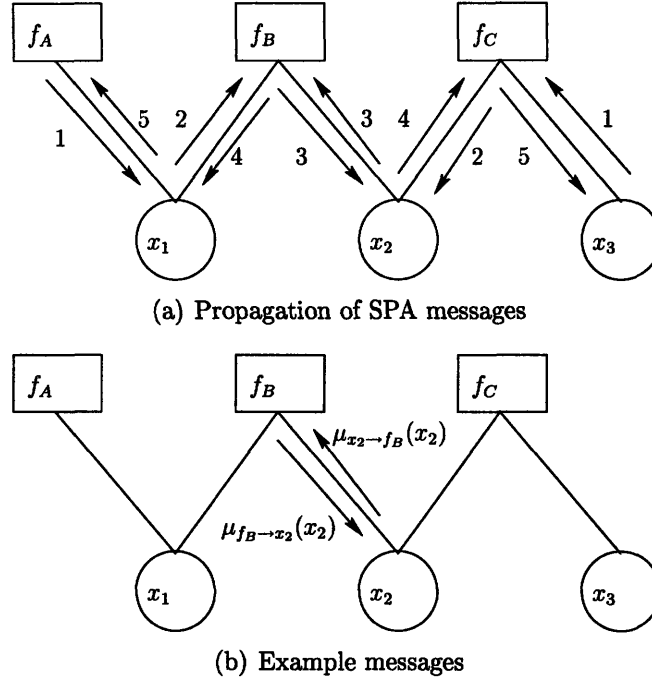 f_A f_B f_C
1 5 2 4 3 3 4 2 5 1
x_1 x_2 x_3
(a) Propagation of SPA messages
f_A f_B f_C
μ_{x_2→f_B}(x_2)
μ_{f_B→x_2}(x_2)
x_1 x_2 x_3
(b) Example messages